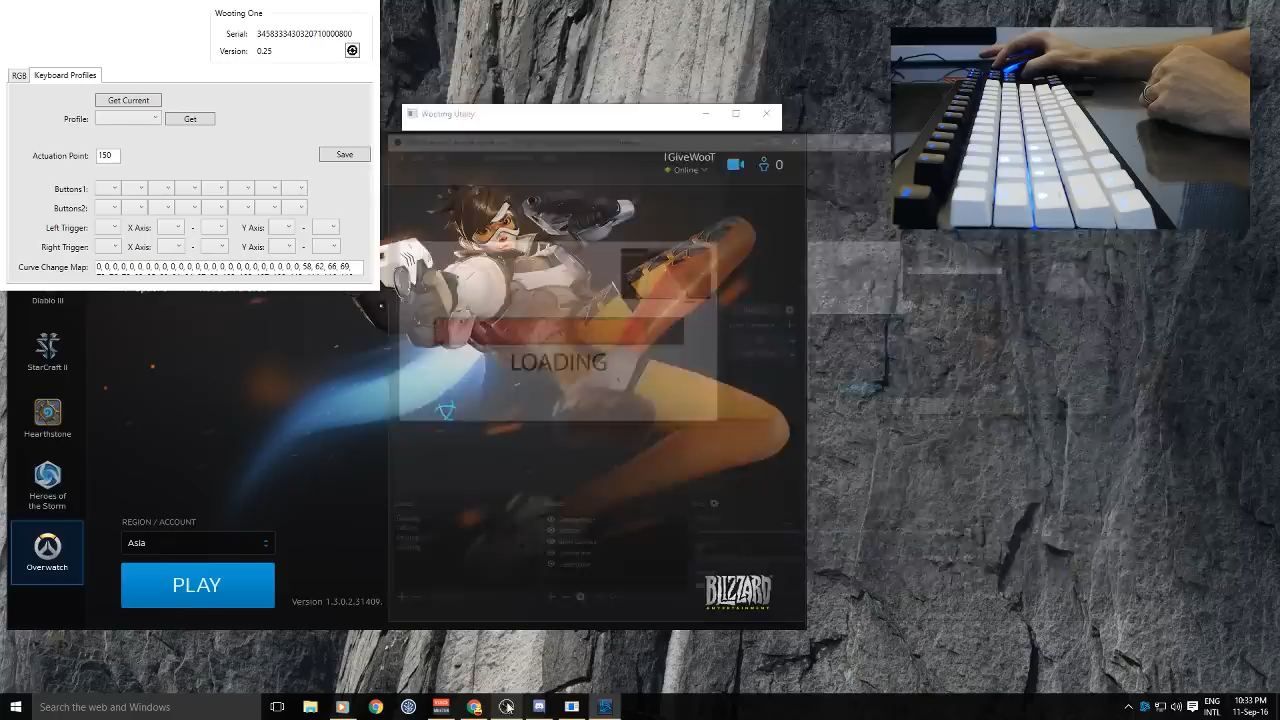 Wooting One
Serial: 3458333430320710000800
Version: 0.25
RGB
Keyboard Profiles
Get Current
Profile:
Get
Actuation Point: 150
Save
Buttons1:
Buttons2:
Left Trigger: X Axis: - Y Axis: -
Right Trigger: X Axis: - Y Axis: -
Curve Change Map: 0, 0, 0, 0, 0, 0, 0, 0, 0, 0, 0, 0, 0, 0, 0, 0, 0, 0, 0, 0, 0, 0, 0, 0, 0, 58, 62, 66, 69,
Wooting Utility
IGiveWooT
Online
0
LOADING
Diablo III
StarCraft II
Hearthstone
Heroes of
the Storm
Overwatch
REGION / ACCOUNT
Asia
PLAY
Version 1.3.0.2.31409.
BLIZZARD
ENTERTAINMENT
Search the web and Windows
ENG
INTL
10:33 PM
11-Sep-16